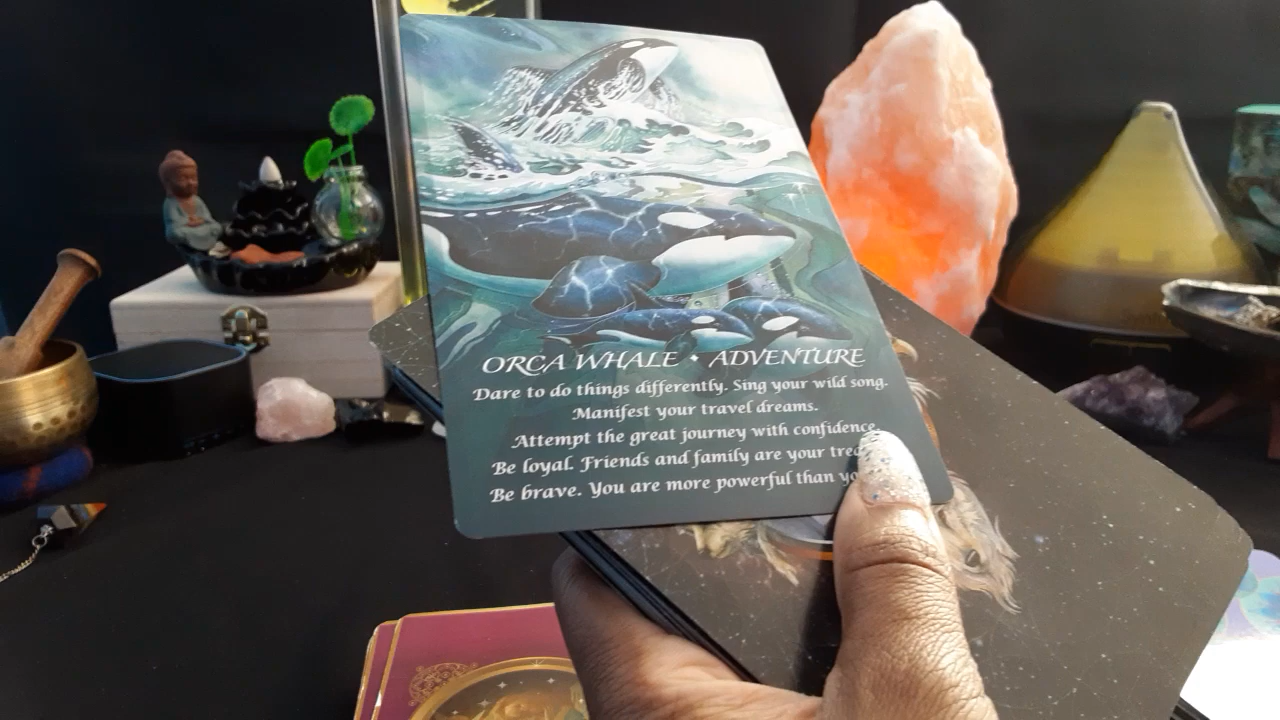 ORCA WHALE • ADVENTURE
Dare to do things differently. Sing your wild song.
Manifest your travel dreams.
Attempt the great journey with confidence.
Be loyal. Friends and family are your
Be brave. You are more powerful than